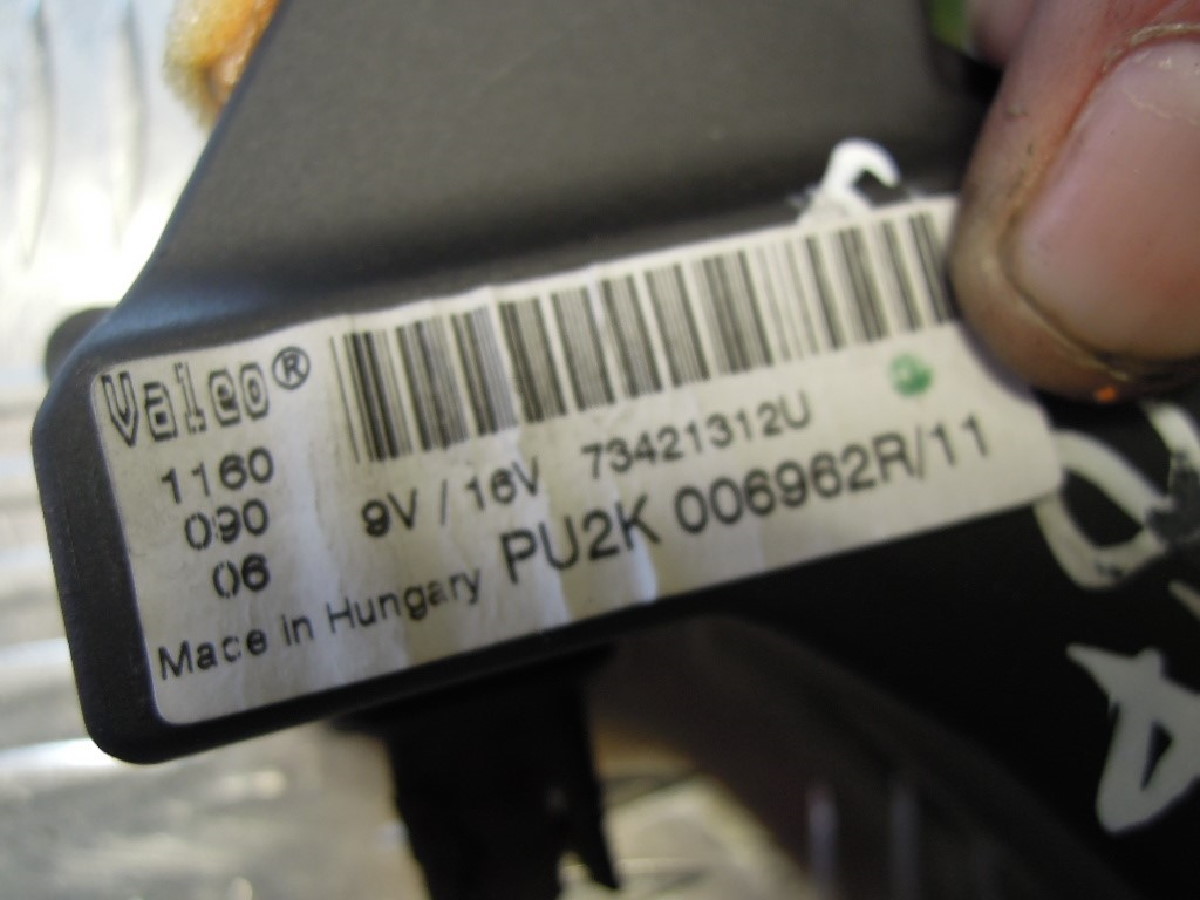 Valeo®
1160
090
06
9V / 16V 73421312U
Made in Hungary PU2K 006962R/11